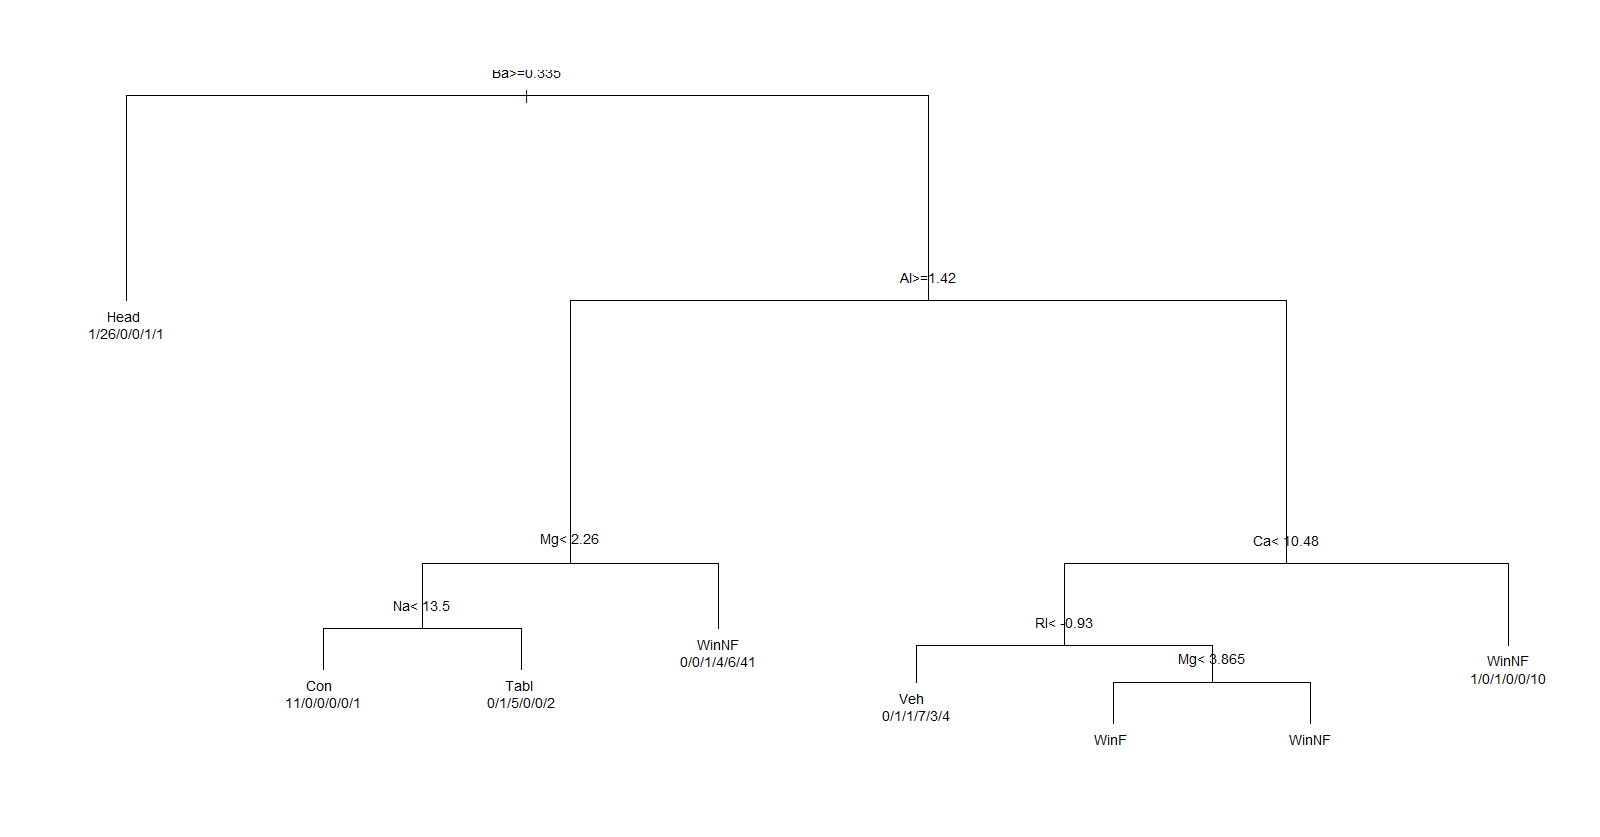 Ba>=0.335
Al>=1.42
Head
1/26/0/0/1/1
Mg< 2.26
Ca< 10.48
Na< 13.5
RI< -0.93
WinNF
0/0/1/4/6/41
Mg< 3.865
WinNF
1/0/1/0/0/10
Con
11/0/0/0/0/1
Tabl
0/1/5/0/0/2
Veh
0/1/1/7/3/4
WinF
WinNF